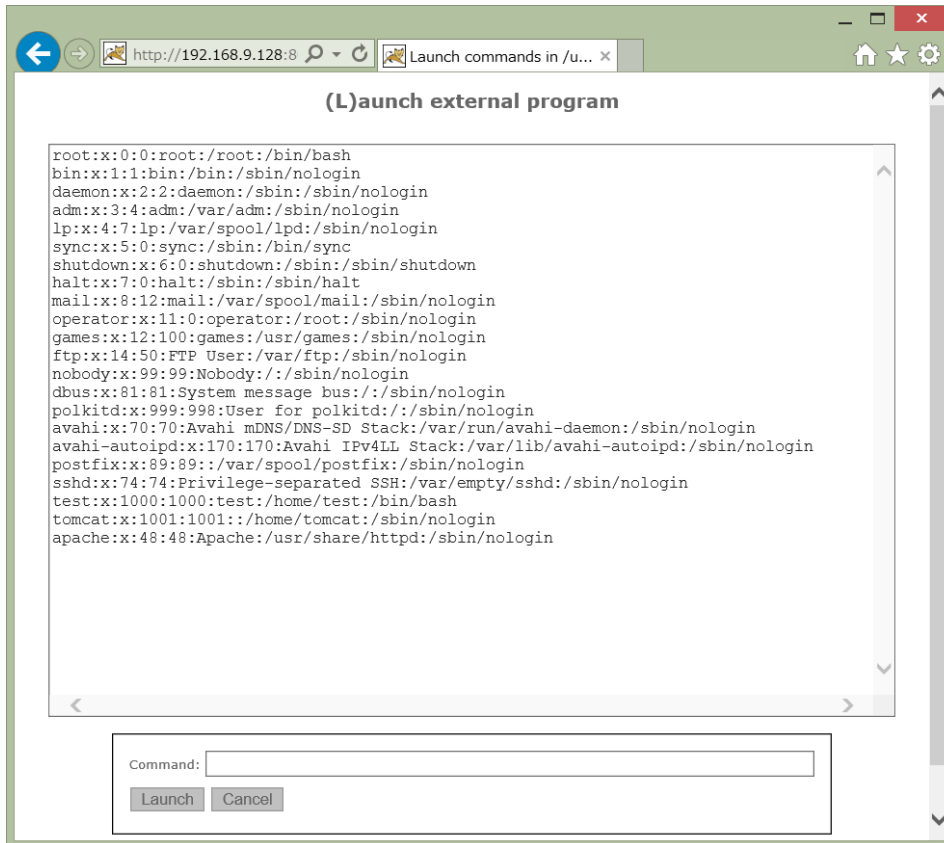 http://192.168.9.128:8
Launch commands in /u...
(L)aunch external program
root:x:0:0:root:/root:/bin/bash
bin:x:1:1:bin:/bin:/sbin/nologin
daemon:x:2:2:daemon:/sbin:/sbin/nologin
adm:x:3:4:adm:/var/adm:/sbin/nologin
lp:x:4:7:lp:/var/spool/lpd:/sbin/nologin
sync:x:5:0:sync:/sbin:/bin/sync
shutdown:x:6:0:shutdown:/sbin:/sbin/shutdown
halt:x:7:0:halt:/sbin:/sbin/halt
mail:x:8:12:mail:/var/spool/mail:/sbin/nologin
operator:x:11:0:operator:/root:/sbin/nologin
games:x:12:100:games:/usr/games:/sbin/nologin
ftp:x:14:50:FTP User:/var/ftp:/sbin/nologin
nobody:x:99:99:Nobody:/:/sbin/nologin
dbus:x:81:81:System message bus:/:/sbin/nologin
polkitd:x:999:998:User for polkitd:/:/sbin/nologin
avahi:x:70:70:Avahi mDNS/DNS-SD Stack:/var/run/avahi-daemon:/sbin/nologin
avahi-autoipd:x:170:170:Avahi IPv4LL Stack:/var/lib/avahi-autoipd:/sbin/nologin
postfix:x:89:89::/var/spool/postfix:/sbin/nologin
sshd:x:74:74:Privilege-separated SSH:/var/empty/sshd:/sbin/nologin
test:x:1000:1000:test:/home/test:/bin/bash
tomcat:x:1001:1001::/home/tomcat:/sbin/nologin
apache:x:48:48:Apache:/usr/share/httpd:/sbin/nologin
Command:
Launch Cancel